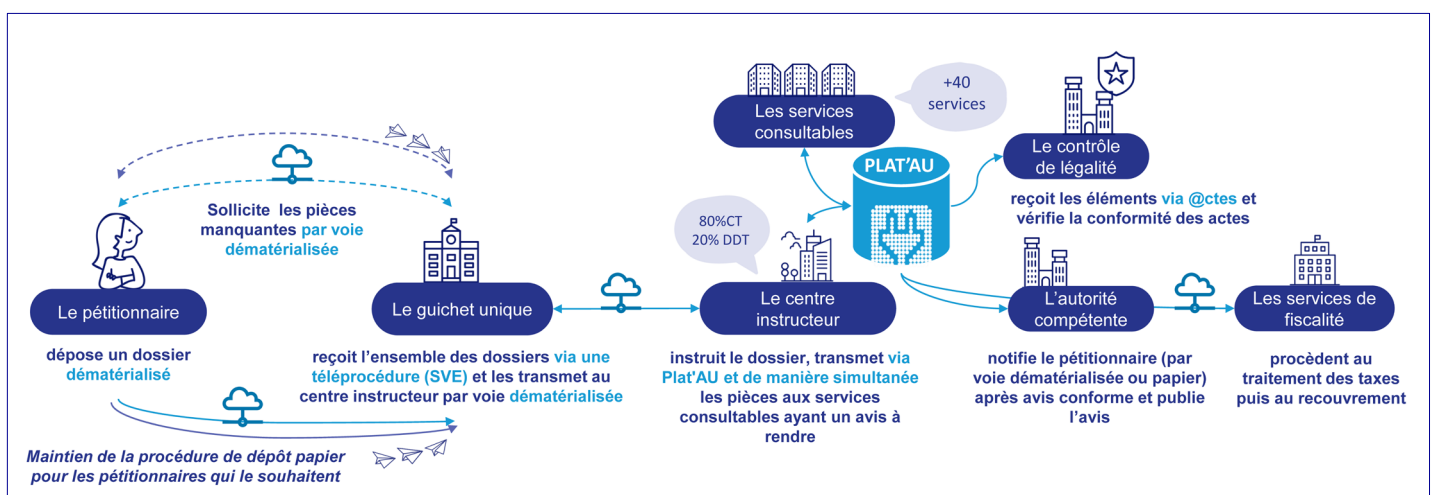 +40
services
Les services
consultables
PLAT'AU
Le contrôle
de légalité
reçoit les éléments via @ctes et
vérifie la conformité des actes
Sollicite les pièces
manquantes par voie
dématérialisée
80%CT
20% DDT
Le pétitionnaire
dépose un dossier
dématérialisé
Le guichet unique
reçoit l'ensemble des dossiers via une
téléprocédure (SVE) et les transmet au
centre instructeur par voie dématérialisée
Le centre
instructeur
instruit le dossier, transmet via
Plat'AU et de manière simultanée
les pièces aux services
consultables ayant un avis à
rendre
L'autorité
compétente
notifie le pétitionnaire (par
voie dématérialisée ou papier)
après avis conforme et publie
l'avis
Les services de
fiscalité
procèdent au
traitement des taxes
puis au recouvrement
Maintien de la procédure de dépôt papier
pour les pétitionnaires qui le souhaitent